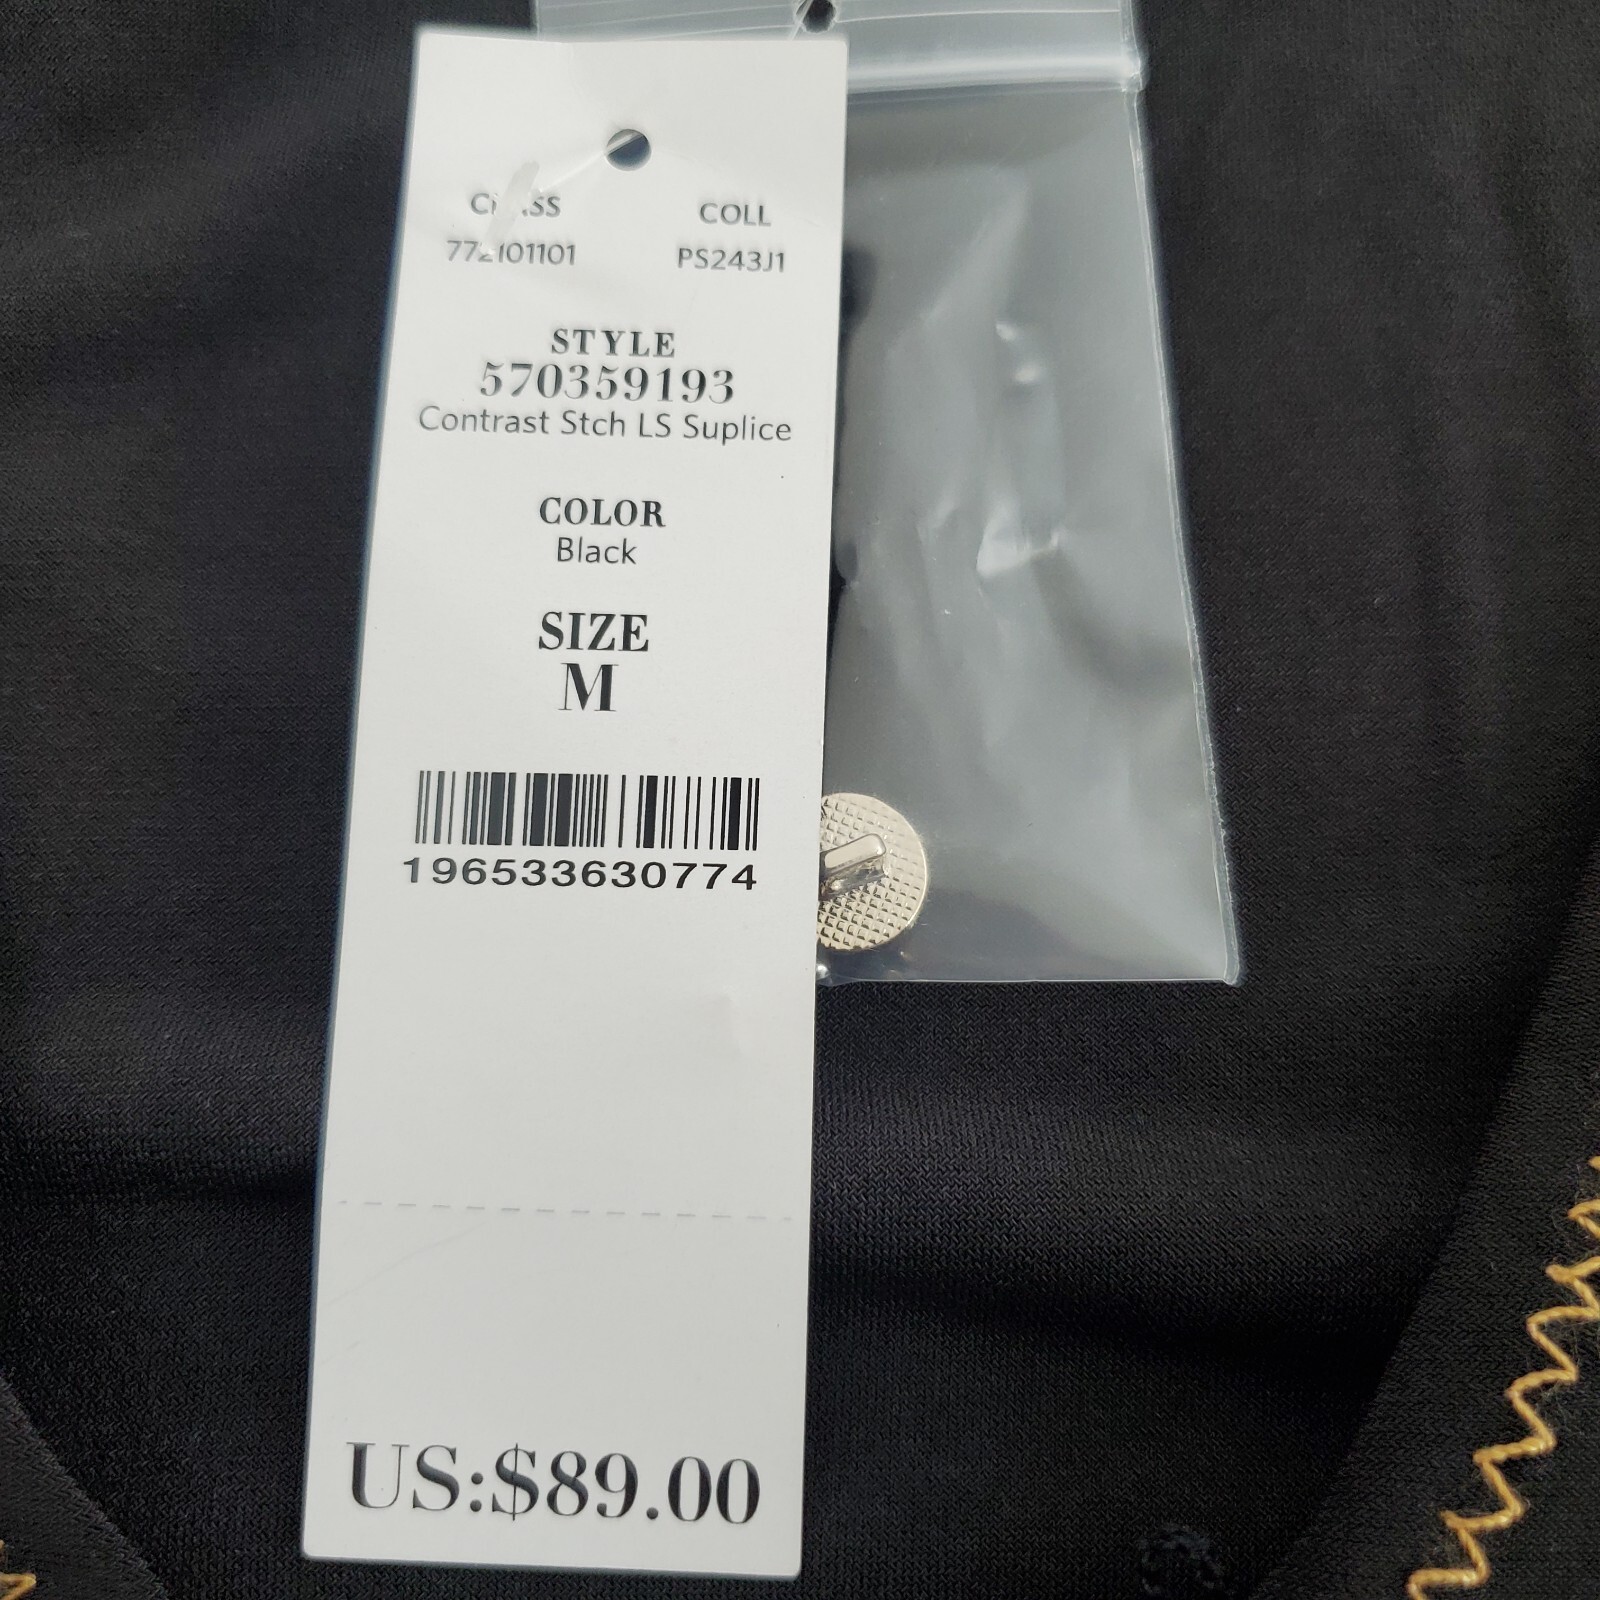 COLL
PS243J1
STYLE
570359193
Contrast Stch LS Suplice
COLOR
Black
SIZE
M
196533630774
US:$89.00